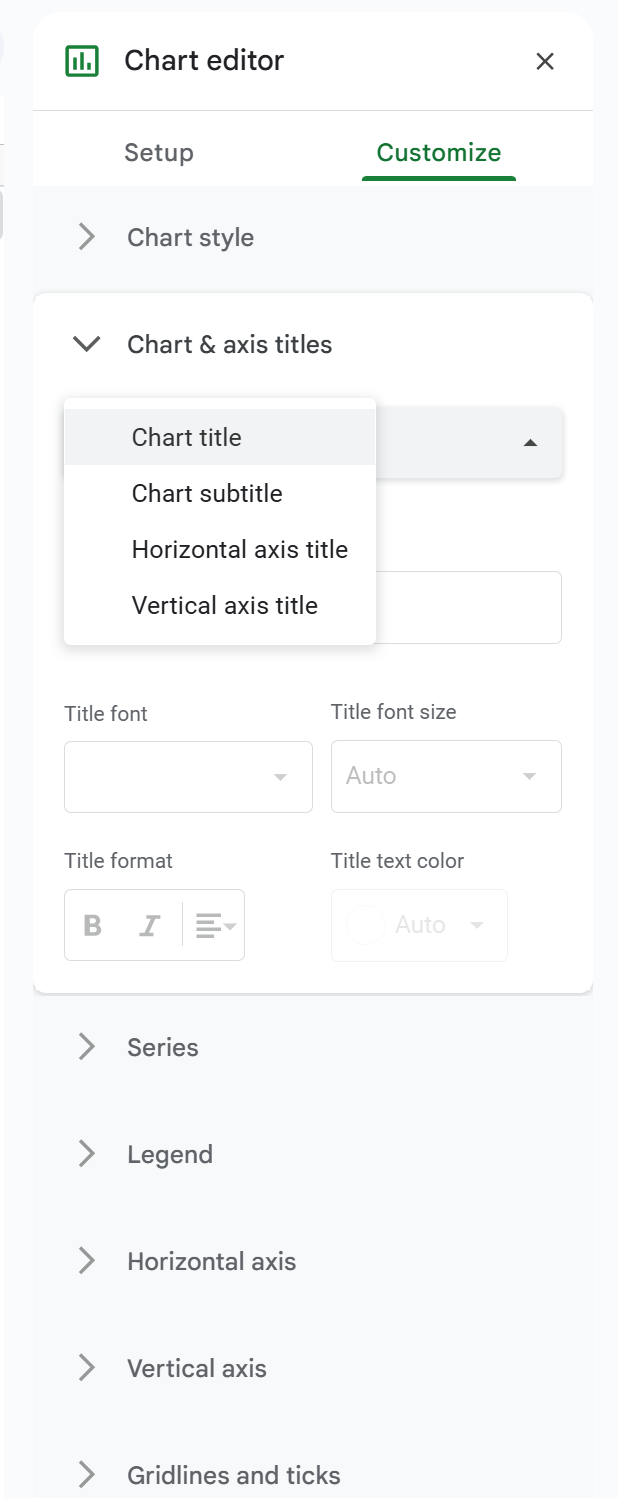 Chart editor
Setup
Customize
Chart style
Chart & axis titles
Chart title
Chart subtitle
Horizontal axis title
Vertical axis title
Title font
Title font size
Auto
Title format
Title text color
B I
Auto
Series
Legend
Horizontal axis
Vertical axis
Gridlines and ticks